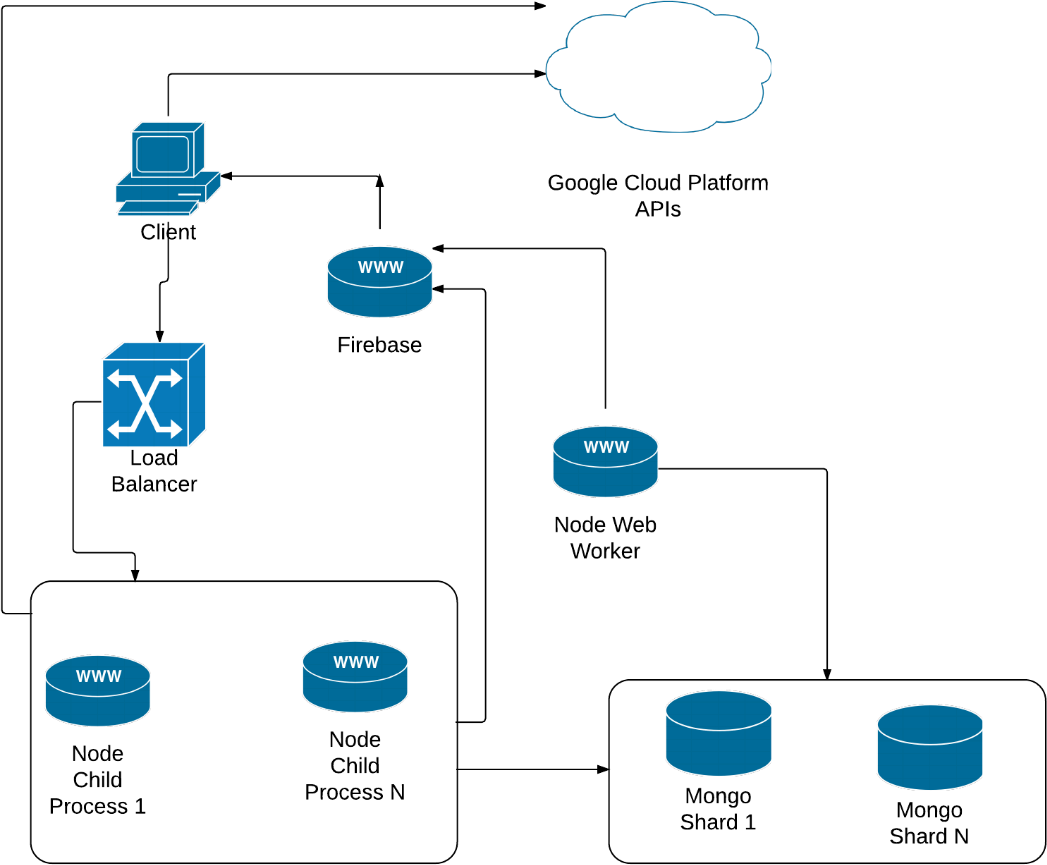 Google Cloud Platform
APIs
Client
WWW
Firebase
Load
Balancer
WWW
Node Web
Worker
WWW
Node
Child
Process 1
WWW
Node
Child
Process N
Mongo
Shard 1
Mongo
Shard N